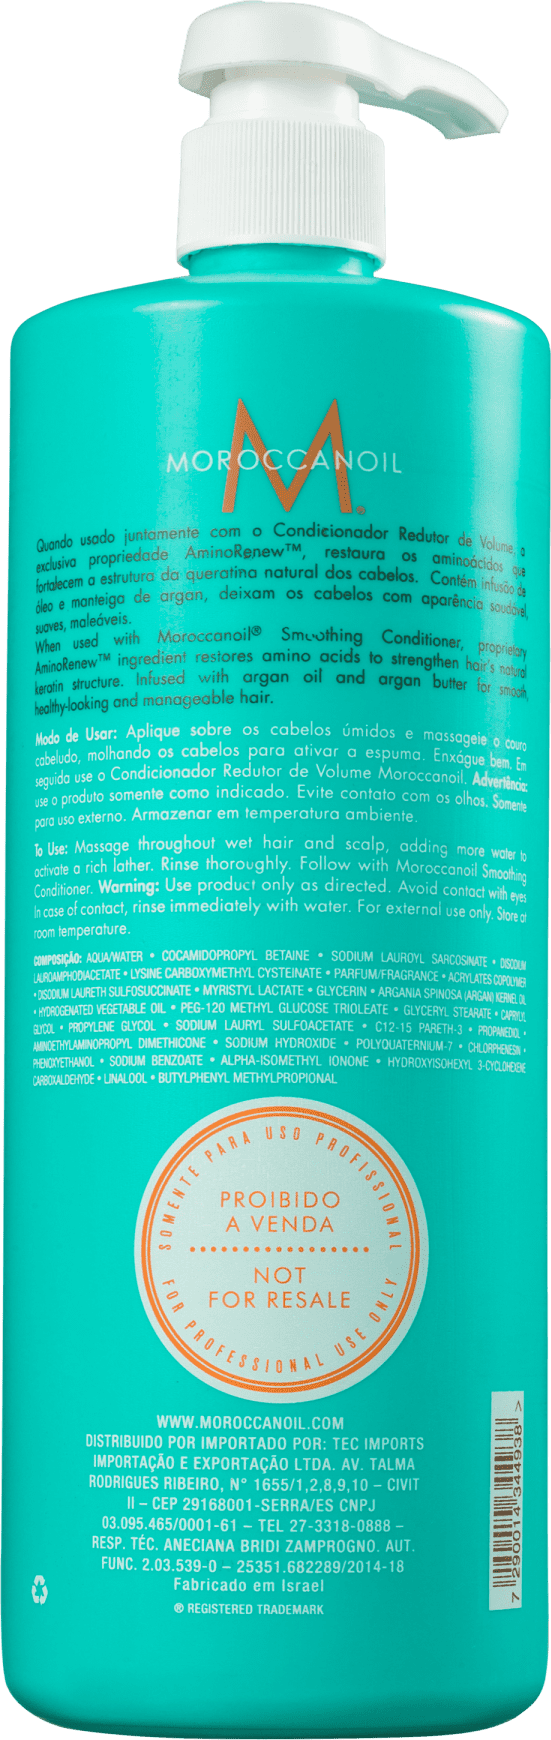 MOROCCANOIL
M®
Quando usado juntamente com o Condicionador Redutor de Volume, a
exclusiva propriedade AminoRenew™, restaura os aminoácidos que
fortalecem a estrutura da queratina natural dos cabelos. Contém infusão de
óleo e manteiga de argan, deixam os cabelos com aparência saudável,
suaves, maleáveis.
When used with Moroccanoil® Smoothing Conditioner, proprietary
AminoRenew™ ingredient restores amino acids to strengthen hair's natural
keratin structure. Infused with argan oil and argan butter for smooth,
healthy-looking and manageable hair.
Modo de Usar: Aplique sobre os cabelos úmidos e massageie o couro
cabeludo, molhando os cabelos para ativar a espuma. Enxágue bem. Em
seguida use o Condicionador Redutor de Volume Moroccanoil. Advertência:
use o produto somente como indicado. Evite contato com os olhos. Somente
para uso externo. Armazenar em temperatura ambiente.
To Use: Massage throughout wet hair and scalp, adding more water to
activate a rich lather. Rinse thoroughly. Follow with Moroccanoil Smoothing
Conditioner. Warning: Use product only as directed. Avoid contact with eyes
In case of contact, rinse immediately with water. For external use only. Store at
room temperature.
COMPOSIÇÃO: AQUA/WATER • COCAMIDOPROPYL BETAINE • SODIUM LAUROYL SARCOSINATE • DISODIUM
LAUROAMPHODIACETATE • LYSINE CARBOXYMETHYL CYSTEINATE • PARFUM/FRAGRANCE • ACRYLATES COPOLYMER
• DISODIUM LAURETH SULFOSUCCINATE • MYRISTYL LACTATE • GLYCERIN • ARGANIA SPINOSA (ARGAN) KERNEL OIL
• HYDROGENATED VEGETABLE OIL • PEG-120 METHYL GLUCOSE TRIOLEATE • GLYCERYL STEARATE • CAPRYLYL
GLYCOL • PROPYLENE GLYCOL • SODIUM LAURYL SULFOACETATE • C12-15 PARETH-3 • PROPANEDIOL •
AMINOETHYLAMINOPROPYL DIMETHICONE • SODIUM HYDROXIDE • POLYQUATERNIUM-7 • CHLORPHENESIN •
PHENOXYETHANOL • SODIUM BENZOATE • ALPHA-ISOMETHYL IONONE • HYDROXYISOHEXYL 3-CYCLOHEXENE
CARBOXALDEHYDE • LINALOOL • BUTYLPHENYL METHYLPROPIONAL
SOMENTE PARA USO PROFISSIONAL
PROIBIDO
A VENDA
NOT
FOR RESALE
FOR PROFESSIONAL USE ONLY
WWW.MOROCCANOIL.COM
DISTRIBUIDO POR IMPORTADO POR: TEC IMPORTS
IMPORTAÇÃO E EXPORTAÇÃO LTDA. AV. TALMA
RODRIGUES RIBEIRO, N° 1655/1,2,8,9,10 – CIVIT
II – CEP 29168001-SERRA/ES CNPJ
03.095.465/0001-61 – TEL 27-3318-0888 –
RESP. TÉC. ANECIANA BRIDI ZAMPROGNO. AUT.
FUNC. 2.03.539-0 – 25351.682289/2014-18
Fabricado em Israel
® REGISTERED TRADEMARK
7 290014 344938 >